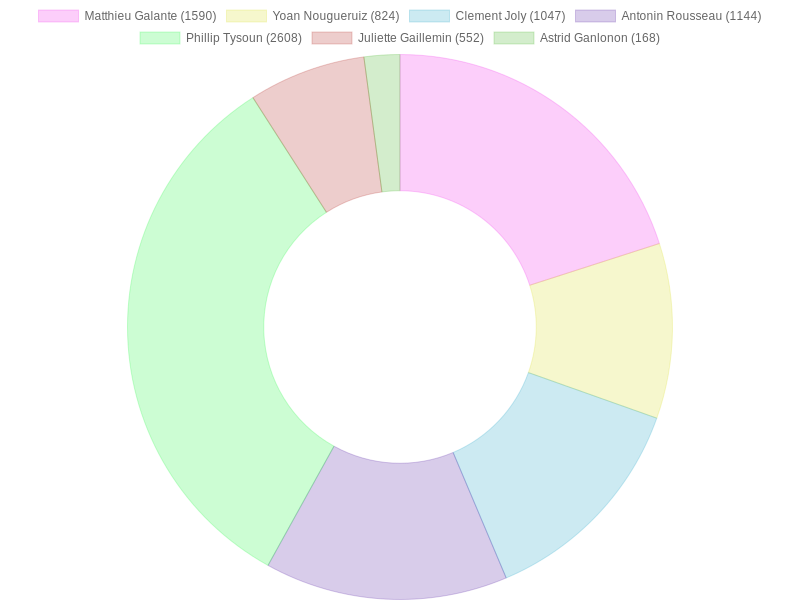 Matthieu Galante (1590) Yoan Nougueruiz (824) Clement Joly (1047) Antonin Rousseau (1144)
Phillip Tysoun (2608) Juliette Gaillemin (552) Astrid Ganlonon (168)